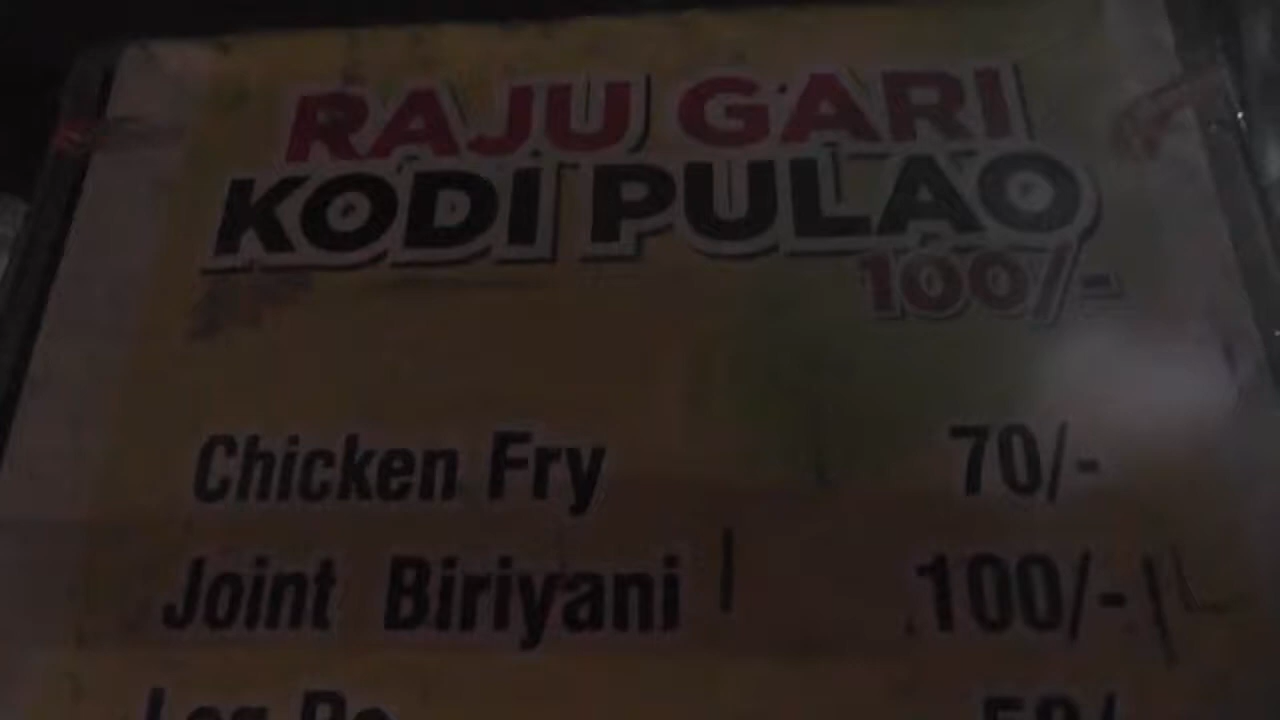 RAJU GARI
KODI PULAO
100/-
Chicken Fry 70/-
Joint Biriyani 100/-